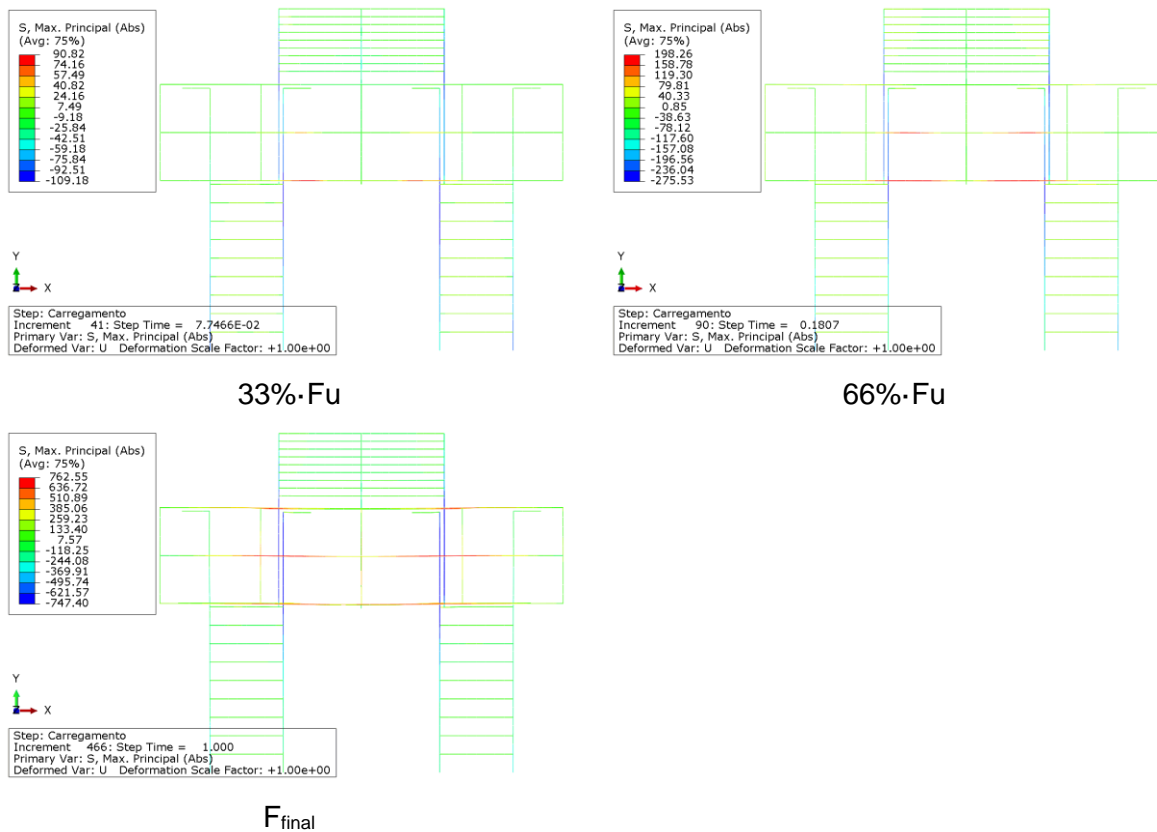 S, Max. Principal (Abs)
(Avg: 75%)
90.82
74.16
57.49
40.82
24.16
7.49
-9.18
-25.84
-42.51
-59.18
-75.84
-92.51
-109.18
Y
X
Z
Step: Carregamento
Increment 41: Step Time = 7.7466E-02
Primary Var: S, Max. Principal (Abs)
Deformed Var: U Deformation Scale Factor: +1.00e+00
33%·Fu
S, Max. Principal (Abs)
(Avg: 75%)
198.26
158.78
119.30
79.81
40.33
0.85
-38.63
-78.12
-117.60
-157.08
-196.56
-236.04
-275.53
Y
X
Z
Step: Carregamento
Increment 90: Step Time = 0.1807
Primary Var: S, Max. Principal (Abs)
Deformed Var: U Deformation Scale Factor: +1.00e+00
66%·Fu
S, Max. Principal (Abs)
(Avg: 75%)
762.55
636.72
510.89
385.06
259.23
133.40
7.57
-118.25
-244.08
-369.91
-495.74
-621.57
-747.40
Y
X
Z
Step: Carregamento
Increment 466: Step Time = 1.000
Primary Var: S, Max. Principal (Abs)
Deformed Var: U Deformation Scale Factor: +1.00e+00
Ffinal